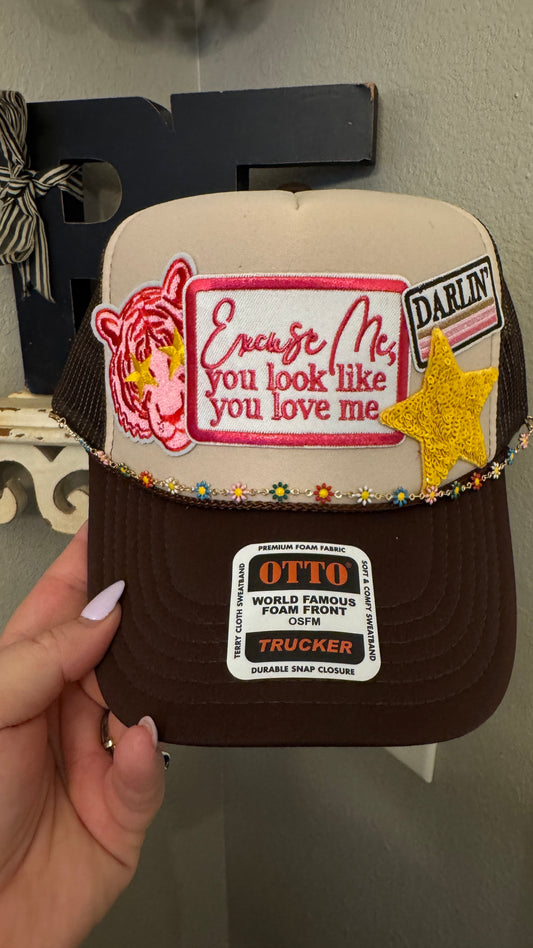 Excuse Me,
you look like
you love me.
DARLIN'
PREMIUM FOAM FABRIC
OTTO®
WORLD FAMOUS
FOAM FRONT
OSFM
TRUCKER
DURABLE SNAP CLOSURE
TERRY CLOTH SWEATBAND
SOFT & COMFY SWEATBAND